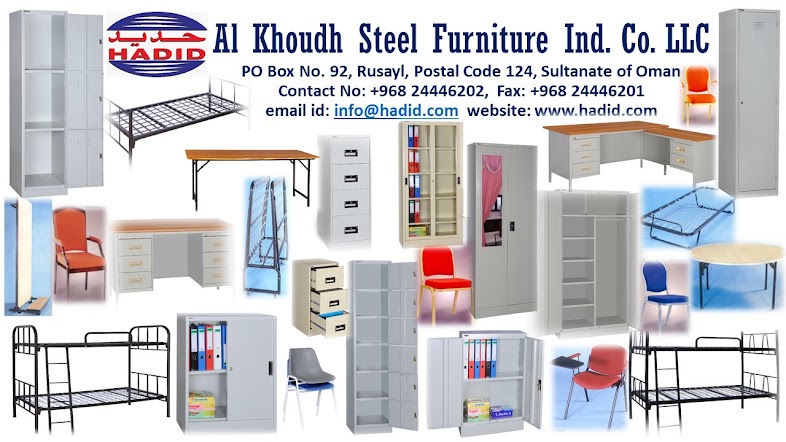 حديد
HADID
Al Khoudh Steel Furniture Ind. Co. LLC
PO Box No. 92, Rusayl, Postal Code 124, Sultanate of Oman
Contact No: +968 24446202, Fax: +968 24446201
email id: info@hadid.com website: www.hadid.com